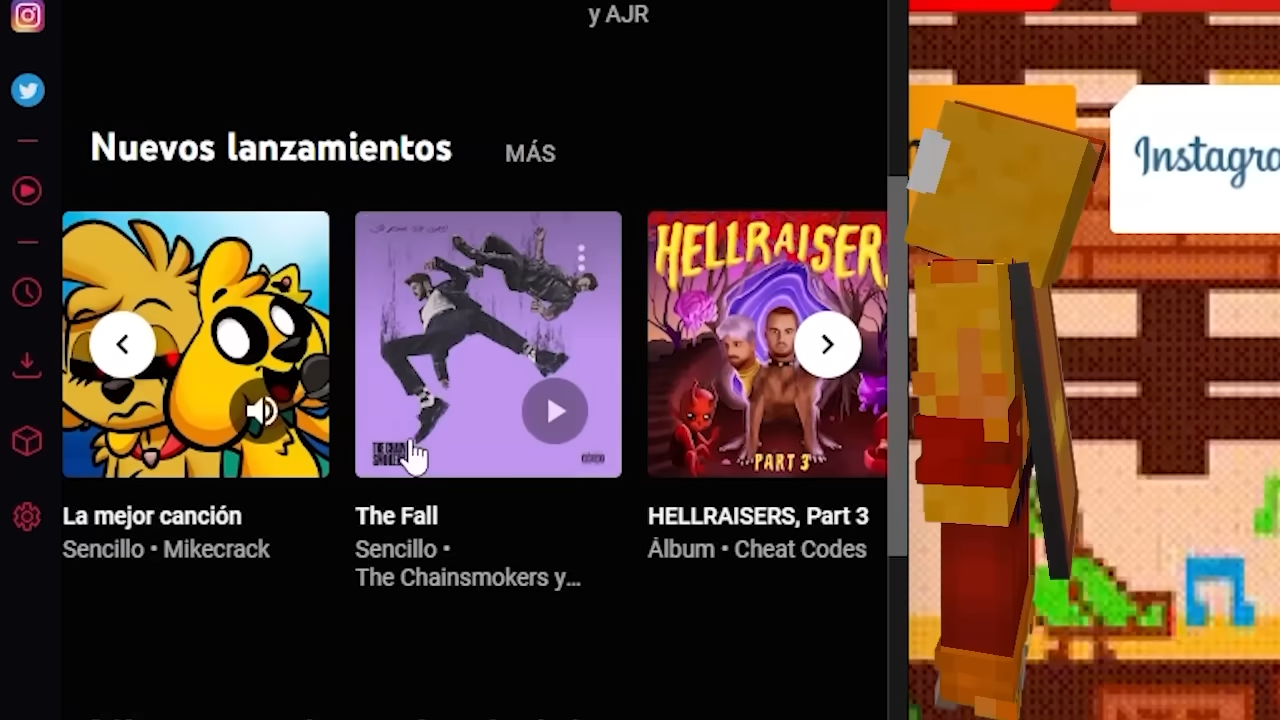 y AJR
Nuevos lanzamientos
MÁS
HELLRAISER
PART 3
La mejor canción
Sencillo • Mikecrack
The Fall
Sencillo •
The Chainsmokers y...
HELLRAISERS, Part 3
Álbum • Cheat Codes
Instagra